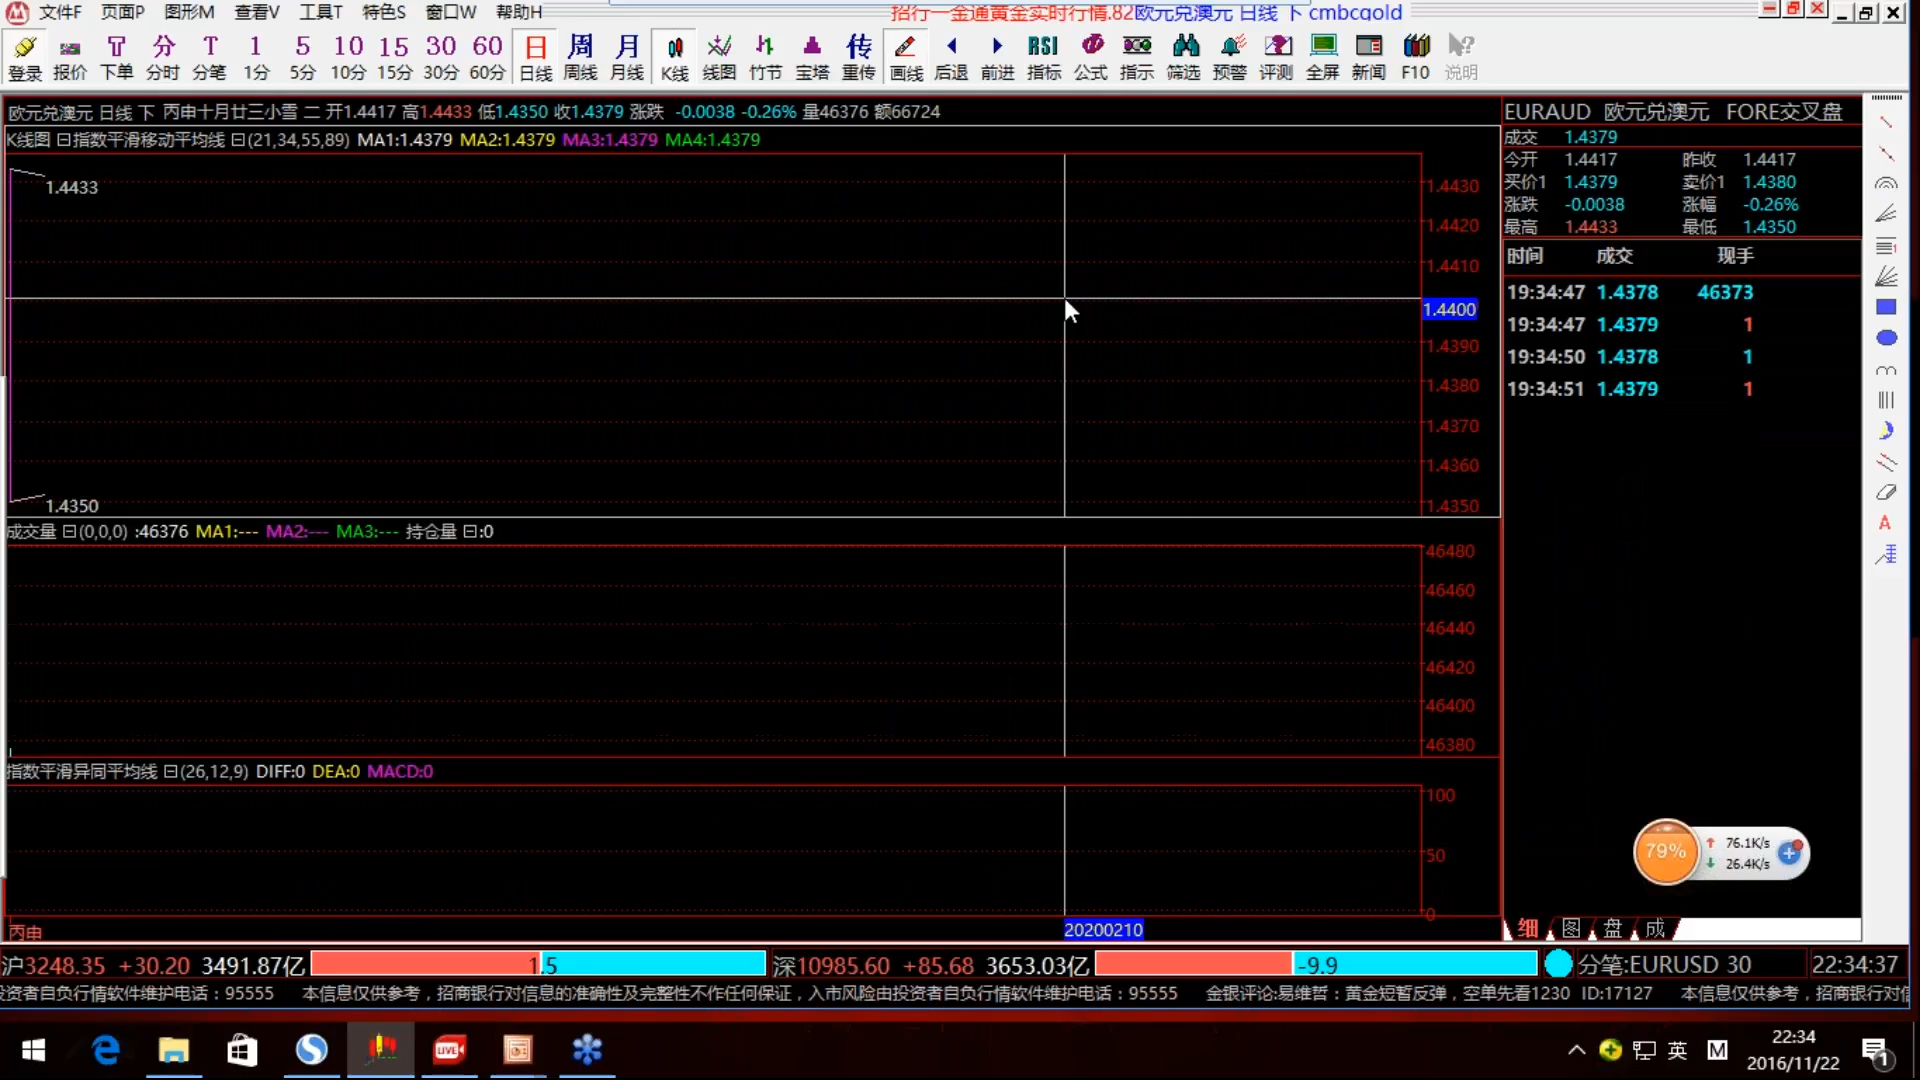 文件F 页面P 图形M 查看V 工具T 特色S 窗口W 帮助H 招行一金通黄金实时行情.82欧元兑澳元 日线 下 cmbcgold
分 T 1 5 10 15 30 60 日 周 月 传 RSI
登录 报价 下单 分时 分笔 1分 5分 10分 15分 30分 60分 日线 周线 月线 K线 线图 竹节 宝塔 重传 画线 后退 前进 指标 公式 指示 筛选 预警 评测 全屏 新闻 F10 说明
欧元兑澳元 日线 下 丙申十月廿三小雪 二 开1.4417 高1.4433 低1.4350 收1.4379 涨跌 -0.0038 -0.26% 量46376 额66724
EURAUD 欧元兑澳元 FORE交叉盘
K线图 日指数平滑移动平均线 日(21,34,55,89) MA1:1.4379 MA2:1.4379 MA3:1.4379 MA4:1.4379
成交 1.4379
今开 1.4417 昨收 1.4417
买价1 1.4379 卖价1 1.4380
涨跌 -0.0038 涨幅 -0.26%
最高 1.4433 最低 1.4350
时间 成交 现手
19:34:47 1.4378 46373
19:34:47 1.4379 1
19:34:50 1.4378 1
19:34:51 1.4379 1
1.4433
1.4430
1.4420
1.4410
1.4400
1.4390
1.4380
1.4370
1.4360
1.4350
1.4350
成交量 日(0,0,0) :46376 MA1:--- MA2:--- MA3:--- 持仓量 日:0
46480
46460
46440
46420
46400
46380
指数平滑异同平均线 日(26,12,9) DIFF:0 DEA:0 MACD:0
100
50
0
79% 76.1K/s
26.4K/s
A
丙申 20200210
细 图 盘 成
沪3248.35 +30.20 3491.87亿 1.5 深10985.60 +85.68 3653.03亿 -9.9 分笔:EURUSD 30 22:34:37
投资者自负行情软件维护电话：95555 本信息仅供参考，招商银行对信息的准确性及完整性不作任何保证，入市风险由投资者自负行情软件维护电话：95555 金银评论:易维哲：黄金短暂反弹，空单先看1230 ID:17127 本信息仅供参考，招商银行对信
LIVE
英 M 22:34
2016/11/22
1